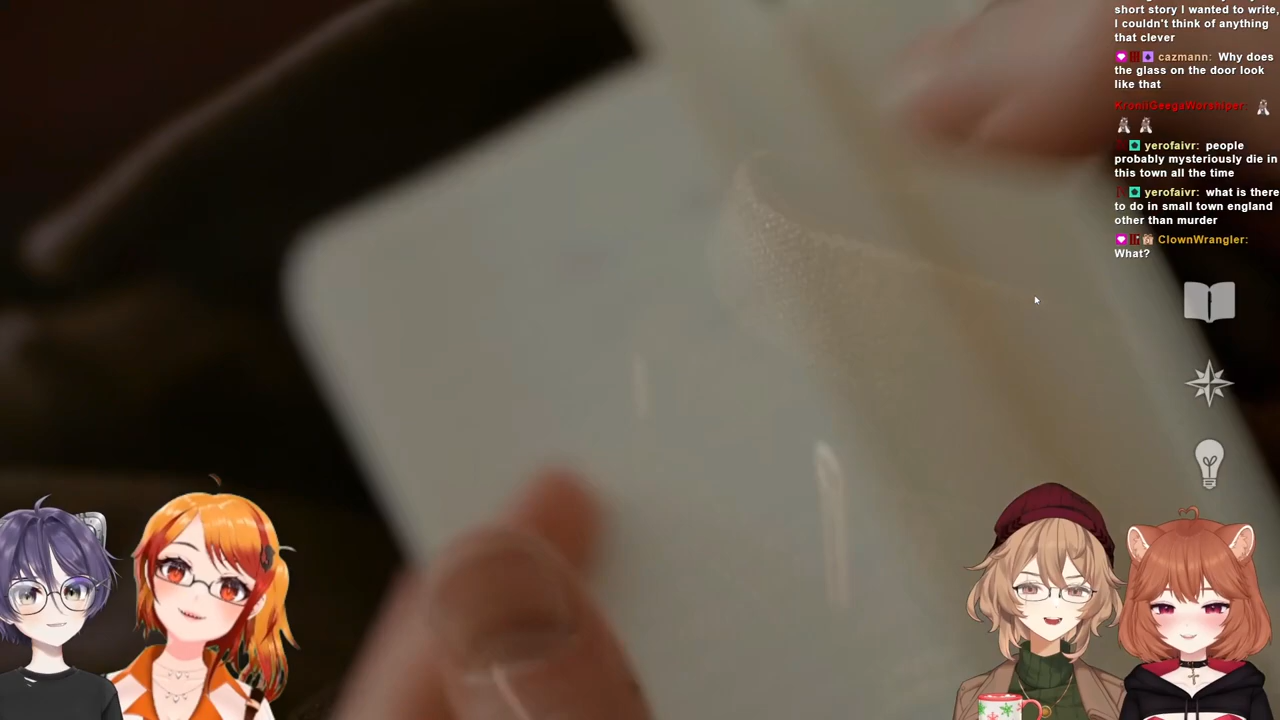 short story I wanted to write,
I couldn't think of anything
that clever
cazmann: Why does
the glass on the door look
like that
KroniiGeegaWorshiper:
yerofaivr: people
probably mysteriously die in
this town all the time
yerofaivr: what is there
to do in small town england
other than murder
ClownWrangler:
What?